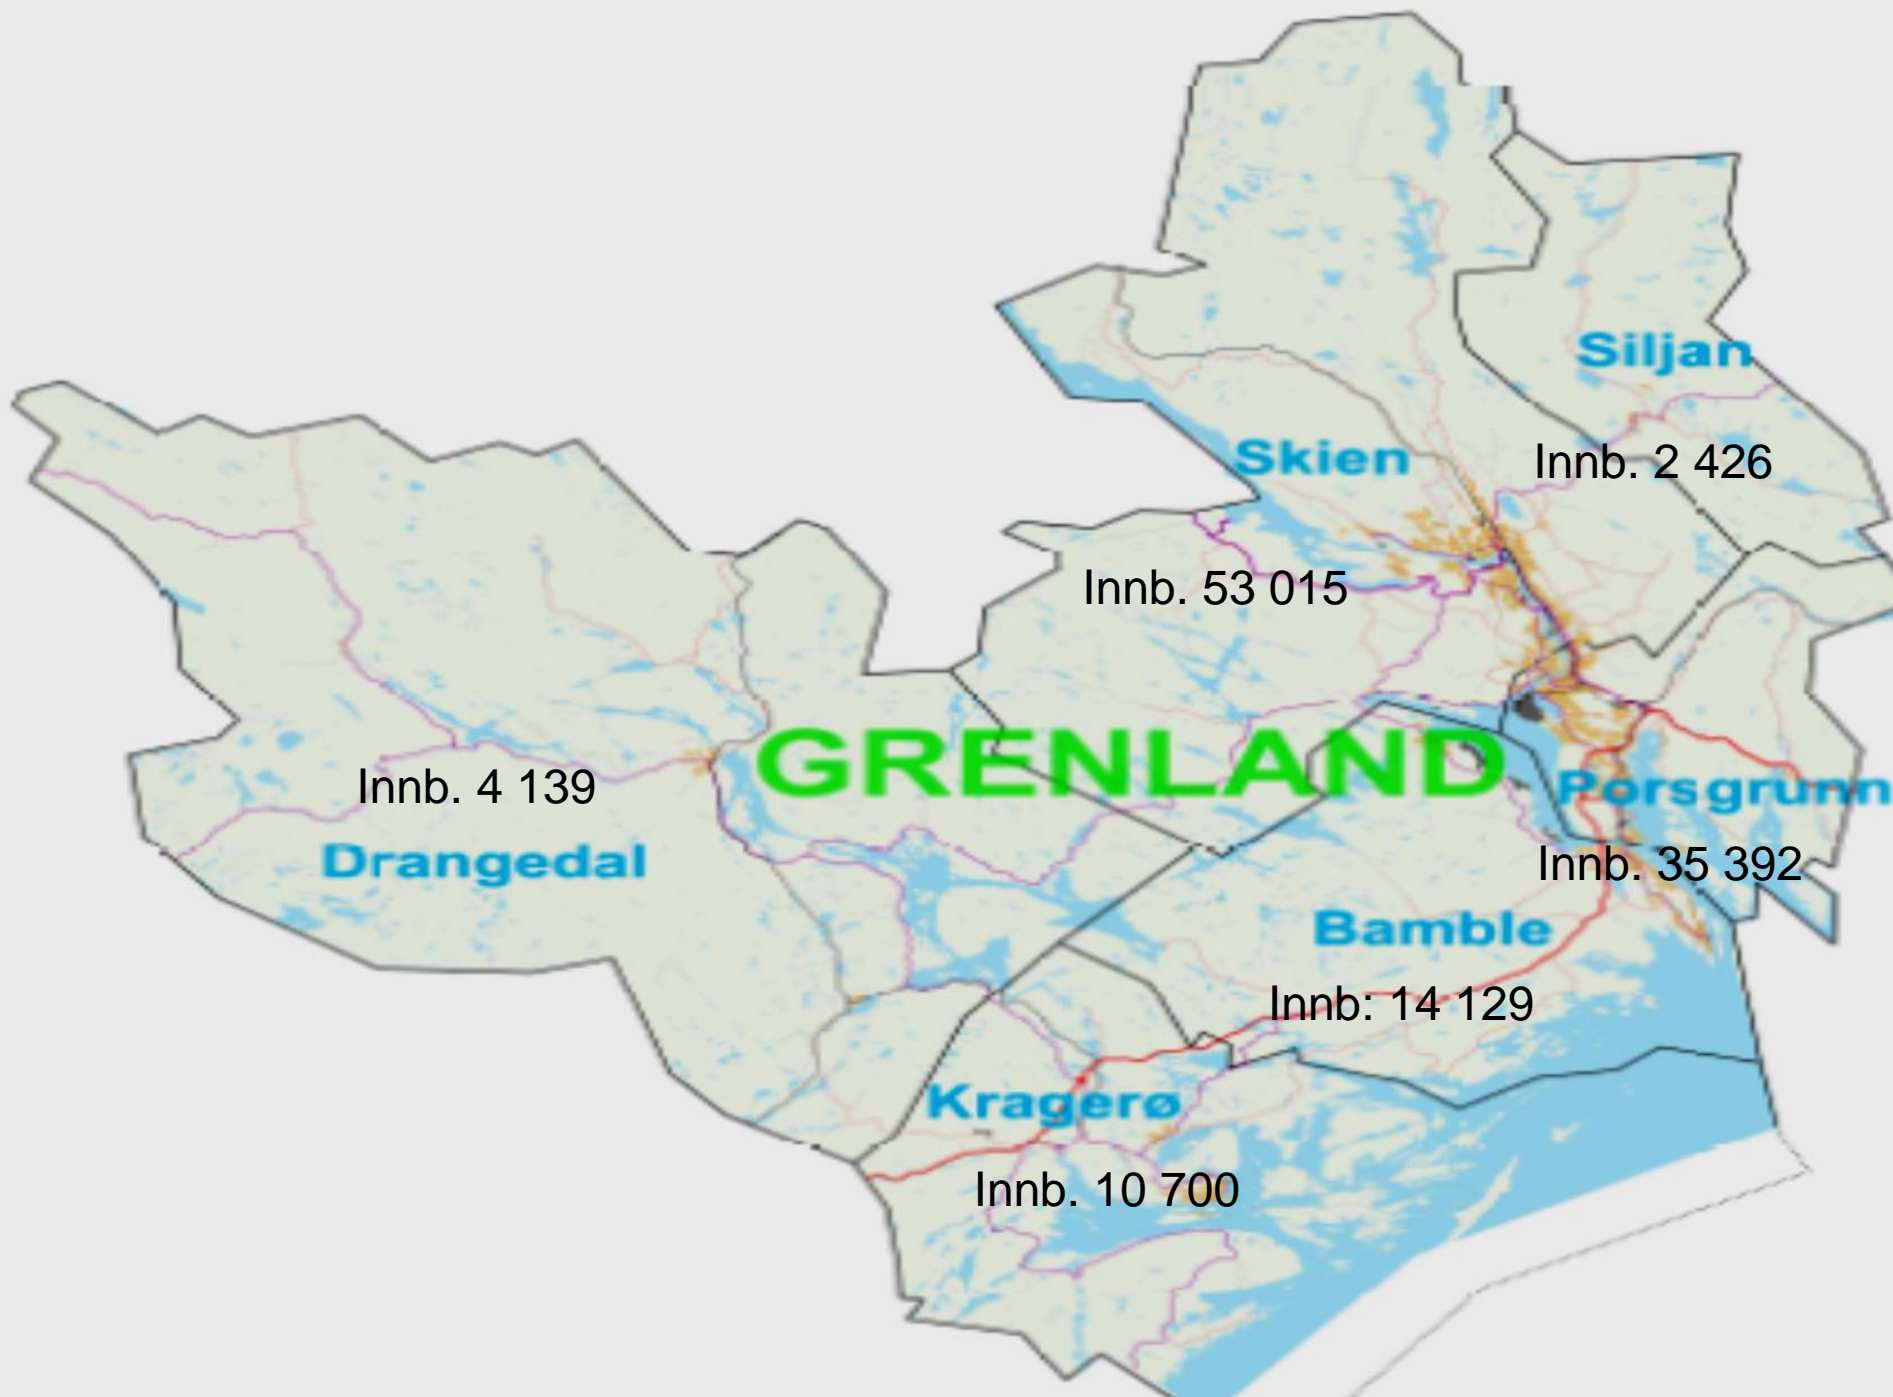 Siljan
Innb. 2 426
Skien
Innb. 53 015
GRENLAND
Innb. 4 139
Drangedal
Porsgrunn
Innb. 35 392
Bamble
Innb: 14 129
Kragerø
Innb. 10 700